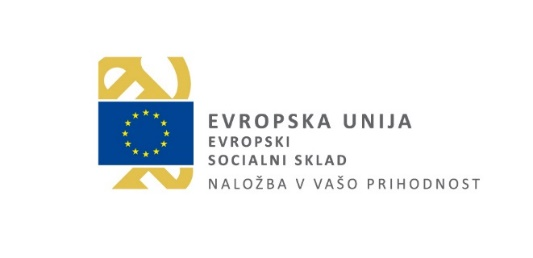 EVROPSKA UNIJA
EVROPSKI
SOCIALNI SKLAD
NALOŽBA V VAŠO PRIHODNOST